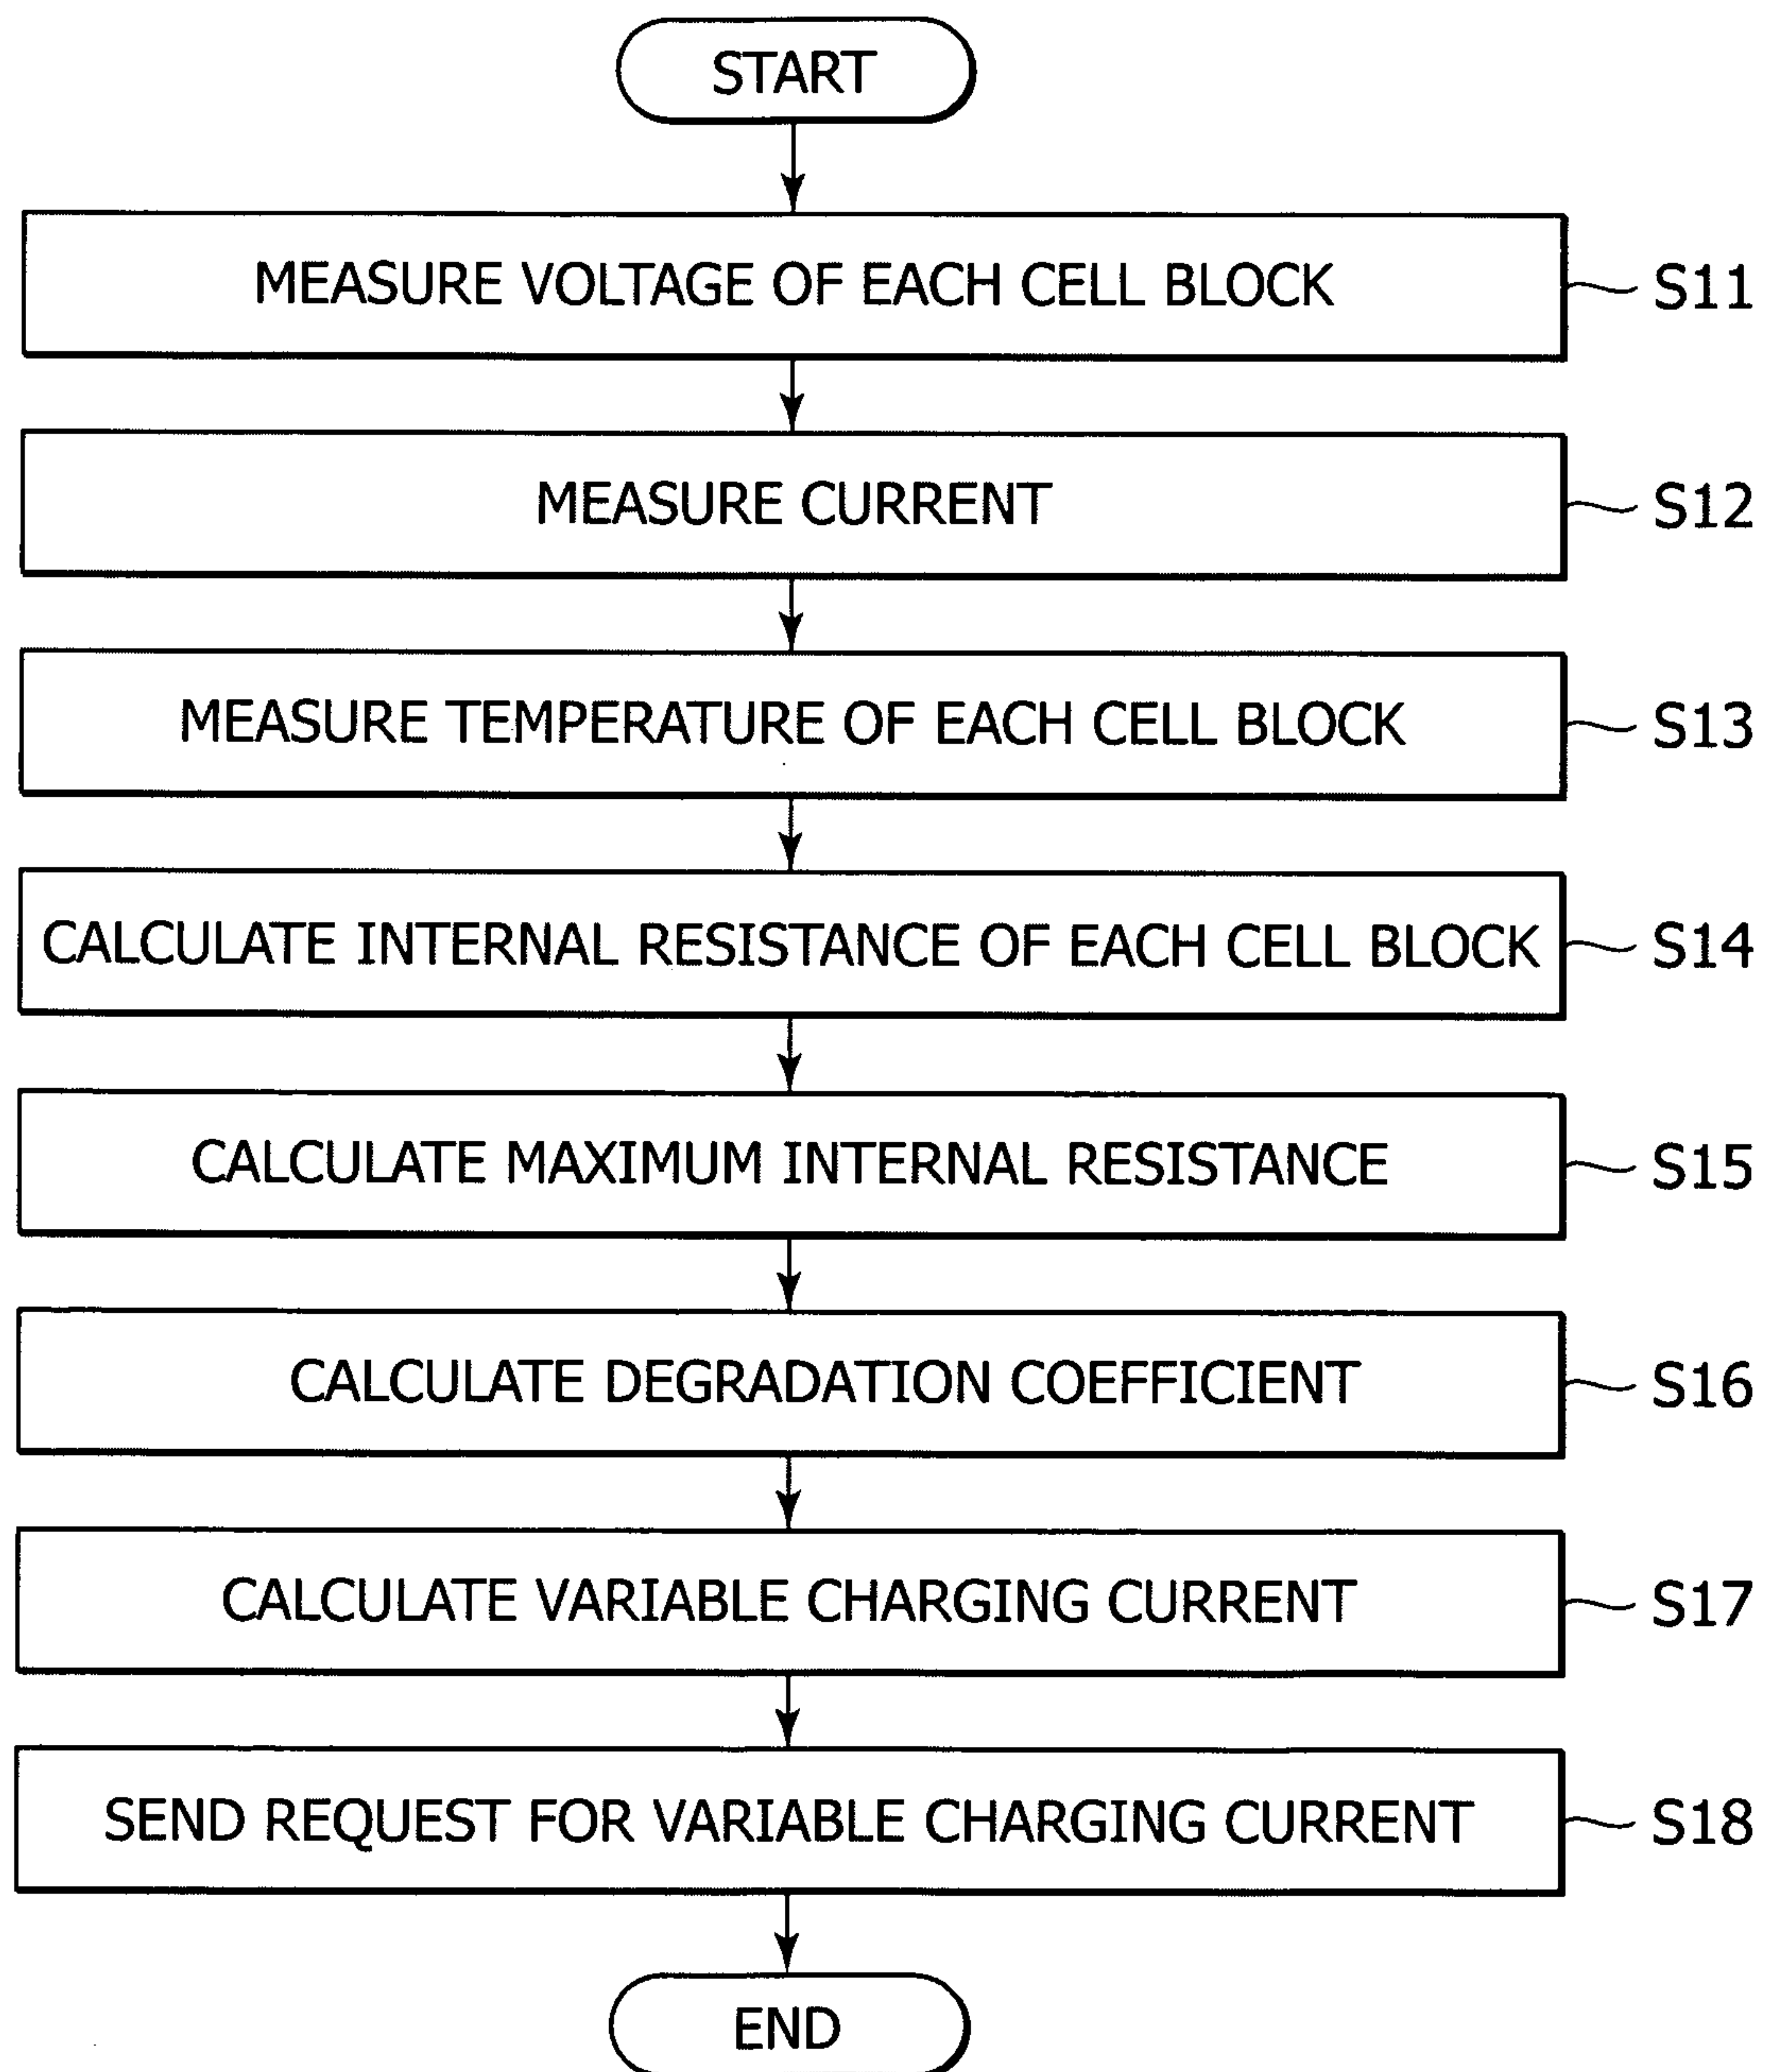 START
MEASURE VOLTAGE OF EACH CELL BLOCK
S11
MEASURE CURRENT
S12
MEASURE TEMPERATURE OF EACH CELL BLOCK
S13
CALCULATE INTERNAL RESISTANCE OF EACH CELL BLOCK
S14
CALCULATE MAXIMUM INTERNAL RESISTANCE
S15
CALCULATE DEGRADATION COEFFICIENT
S16
CALCULATE VARIABLE CHARGING CURRENT
S17
SEND REQUEST FOR VARIABLE CHARGING CURRENT
S18
END